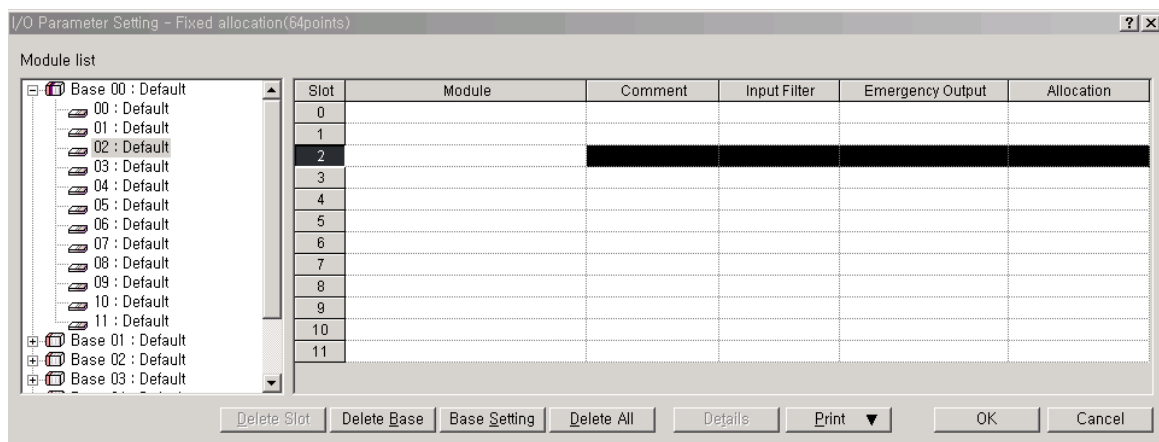 I/O Parameter Setting - Fixed allocation(64points)
Module list
Base 00 : Default
00 : Default
01 : Default
02 : Default
03 : Default
04 : Default
05 : Default
06 : Default
07 : Default
08 : Default
09 : Default
10 : Default
11 : Default
Base 01 : Default
Base 02 : Default
Base 03 : Default
Slot Module Comment Input Filter Emergency Output Allocation
0
1
2
3
4
5
6
7
8
9
10
11
Delete Slot Delete Base Base Setting Delete All Details Print ▼ OK Cancel